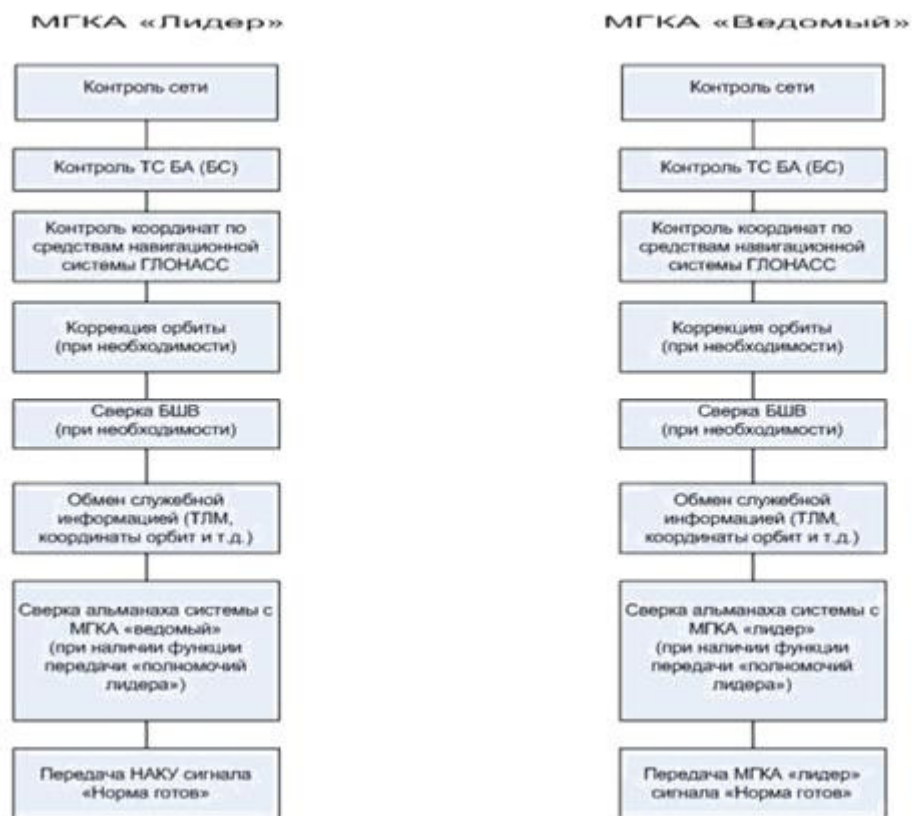 МГКА «Лидер»
Контроль сети
Контроль ТС БА (БС)
Контроль координат по
средствам навигационной
системы ГЛОНАСС
Коррекция орбиты
(при необходимости)
Сверка БШВ
(при необходимости)
Обмен служебной
информацией (ТЛМ,
координаты орбит и т.д.)
Сверка альманаха системы с
МГКА «ведомый»
(при наличии функции
передачи «полномочий
лидера»)
Передача НАКУ сигнала
«Норма готов»
МГКА «Ведомый»
Контроль сети
Контроль ТС БА (БС)
Контроль координат по
средствам навигационной
системы ГЛОНАСС
Коррекция орбиты
(при необходимости)
Сверка БШВ
(при необходимости)
Обмен служебной
информацией (ТЛМ,
координаты орбит и т.д.)
Сверка альманаха системы с
МГКА «лидер»
(при наличии функции
передачи «полномочий
лидера»)
Передача МГКА «лидер»
сигнала «Норма готов»